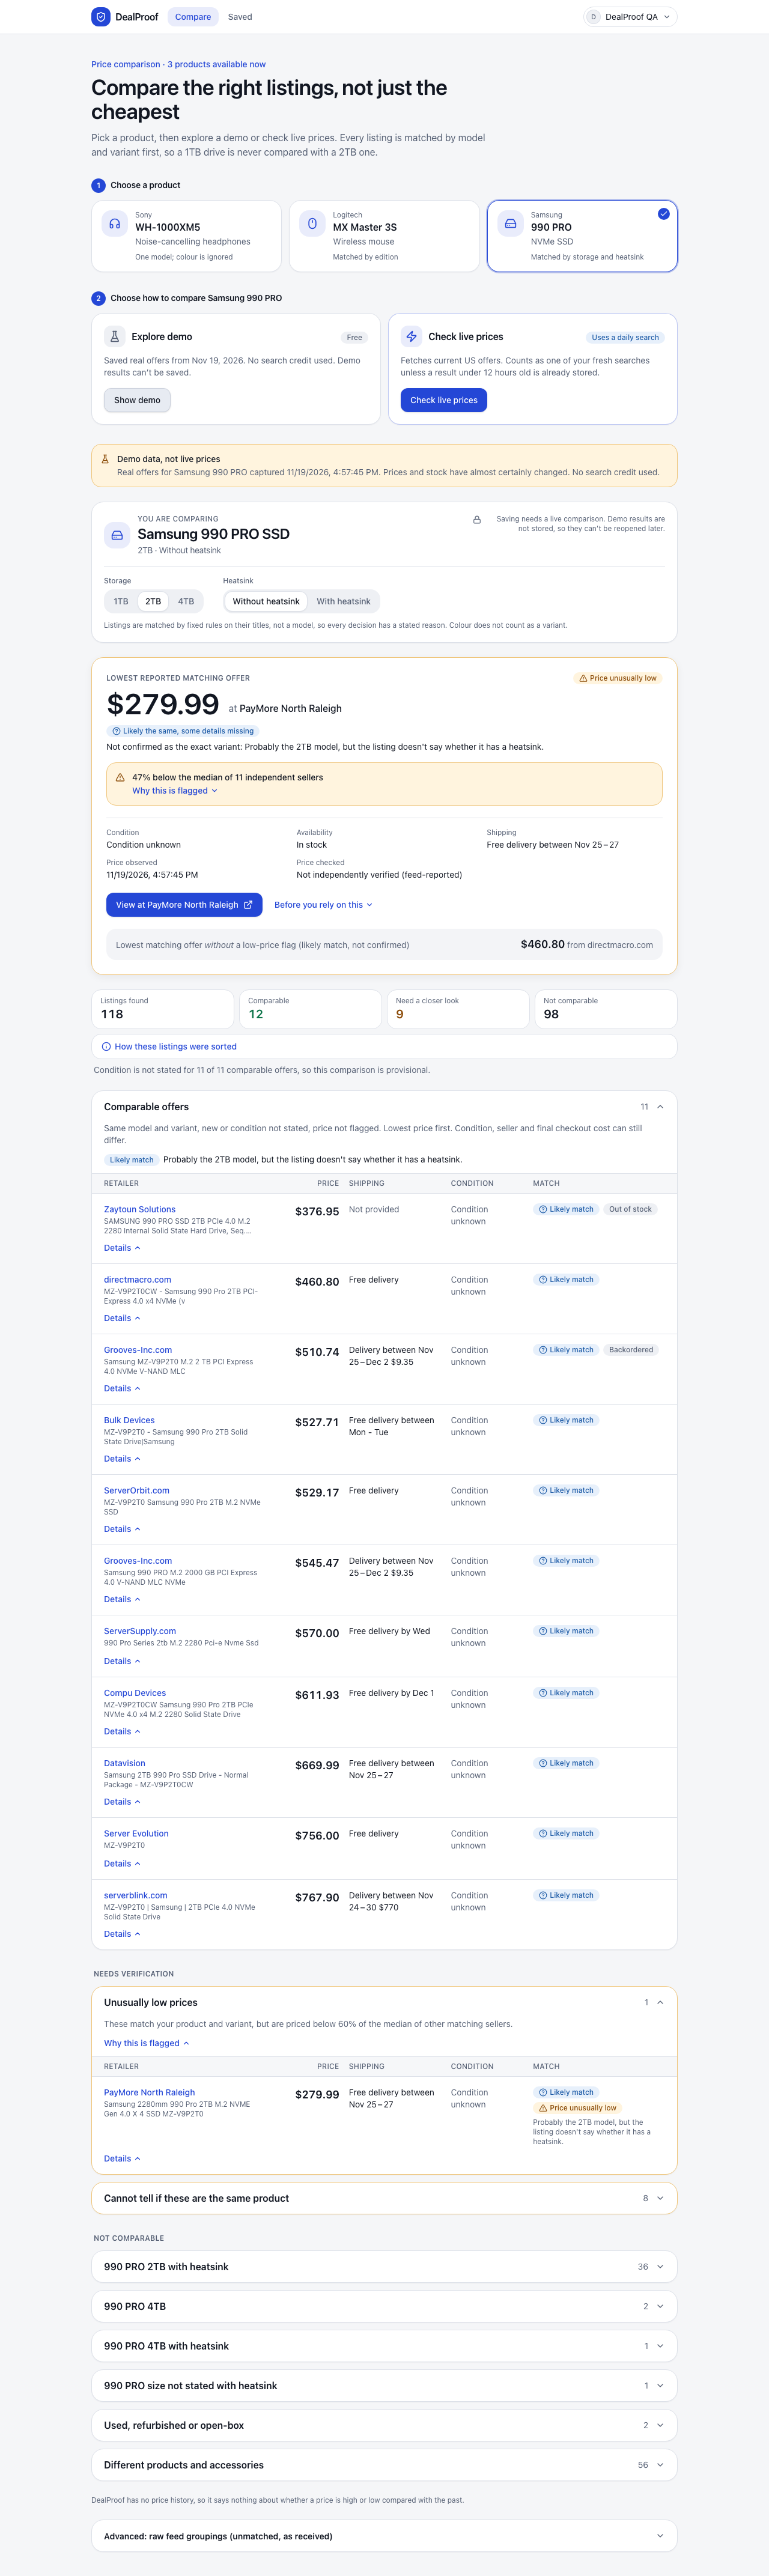 DealProof
Compare
Saved
D
DealProof QA
Price comparison · 3 products available now
Compare the right listings, not just the
cheapest
Pick a product, then explore a demo or check live prices. Every listing is matched by model
and variant first, so a 1TB drive is never compared with a 2TB one.
1 Choose a product
Sony
WH-1000XM5
Noise-cancelling headphones
One model; colour is ignored
Logitech
MX Master 3S
Wireless mouse
Matched by edition
Samsung
990 PRO
NVMe SSD
Matched by storage and heatsink
2 Choose how to compare Samsung 990 PRO
Explore demo
Free
Saved real offers from Nov 19, 2026. No search credit used. Demo
results can't be saved.
Show demo
Check live prices
Uses a daily search
Fetches current US offers. Counts as one of your fresh searches
unless a result under 12 hours old is already stored.
Check live prices
Demo data, not live prices
Real offers for Samsung 990 PRO captured 11/19/2026, 4:57:45 PM. Prices and stock have almost certainly changed. No search credit used.
YOU ARE COMPARING
Samsung 990 PRO SSD
2TB · Without heatsink
Saving needs a live comparison. Demo results are
not stored, so they can't be reopened later.
Storage
1TB 2TB 4TB
Heatsink
Without heatsink With heatsink
Listings are matched by fixed rules on their titles, not a model, so every decision has a stated reason. Colour does not count as a variant.
LOWEST REPORTED MATCHING OFFER
Price unusually low
$279.99 at PayMore North Raleigh
Likely the same, some details missing
Not confirmed as the exact variant: Probably the 2TB model, but the listing doesn't say whether it has a heatsink.
47% below the median of 11 independent sellers
Why this is flagged
Condition
Condition unknown
Availability
In stock
Shipping
Free delivery between Nov 25 – 27
Price observed
11/19/2026, 4:57:45 PM
Price checked
Not independently verified (feed-reported)
View at PayMore North Raleigh
Before you rely on this
Lowest matching offer without a low-price flag (likely match, not confirmed)
$460.80 from directmacro.com
Listings found
118
Comparable
12
Need a closer look
9
Not comparable
98
How these listings were sorted
Condition is not stated for 11 of 11 comparable offers, so this comparison is provisional.
Comparable offers
11
Same model and variant, new or condition not stated, price not flagged. Lowest price first. Condition, seller and final checkout cost can still
differ.
Likely match Probably the 2TB model, but the listing doesn't say whether it has a heatsink.
RETAILER PRICE SHIPPING CONDITION MATCH
Zaytoun Solutions
SAMSUNG 990 PRO SSD 2TB PCIe 4.0 M.2
2280 Internal Solid State Hard Drive, Seq.…
Details
$376.95
Not provided
Condition
unknown
Likely match
Out of stock
directmacro.com
MZ-V9P2T0CW - Samsung 990 Pro 2TB PCI-
Express 4.0 x4 NVMe (v
Details
$460.80
Free delivery
Condition
unknown
Likely match
Grooves-Inc.com
Samsung MZ-V9P2T0 M.2 2 TB PCI Express
4.0 NVMe V-NAND MLC
Details
$510.74
Delivery between Nov
25 – Dec 2 $9.35
Condition
unknown
Likely match
Backordered
Bulk Devices
MZ-V9P2T0 - Samsung 990 Pro 2TB Solid
State Drive|Samsung
Details
$527.71
Free delivery between
Mon - Tue
Condition
unknown
Likely match
ServerOrbit.com
MZ-V9P2T0 Samsung 990 Pro 2TB M.2 NVMe
SSD
Details
$529.17
Free delivery
Condition
unknown
Likely match
Grooves-Inc.com
Samsung 990 PRO M.2 2000 GB PCI Express
4.0 V-NAND MLC NVMe
Details
$545.47
Delivery between Nov
25 – Dec 2 $9.35
Condition
unknown
Likely match
ServerSupply.com
990 Pro Series 2tb M.2 2280 Pci-e Nvme Ssd
Details
$570.00
Free delivery by Wed
Condition
unknown
Likely match
Compu Devices
MZ-V9P2T0CW Samsung 990 Pro 2TB PCIe
NVMe 4.0 x4 M.2 2280 Solid State Drive
Details
$611.93
Free delivery by Dec 1
Condition
unknown
Likely match
Datavision
Samsung 2TB 990 Pro SSD Drive - Normal
Package - MZ-V9P2T0CW
Details
$669.99
Free delivery between
Nov 25 – 27
Condition
unknown
Likely match
Server Evolution
MZ-V9P2T0
Details
$756.00
Free delivery
Condition
unknown
Likely match
serverblink.com
MZ-V9P2T0 | Samsung | 2TB PCIe 4.0 NVMe
Solid State Drive
Details
$767.90
Delivery between Nov
24 – 30 $770
Condition
unknown
Likely match
NEEDS VERIFICATION
Unusually low prices
1
These match your product and variant, but are priced below 60% of the median of other matching sellers.
Why this is flagged
RETAILER PRICE SHIPPING CONDITION MATCH
PayMore North Raleigh
Samsung 2280mm 990 Pro 2TB M.2 NVME
Gen 4.0 X 4 SSD MZ-V9P2T0
$279.99
Free delivery between
Nov 25 – 27
Condition
unknown
Likely match
Price unusually low
Probably the 2TB model, but the
listing doesn't say whether it has a
heatsink.
Details
Cannot tell if these are the same product
8
NOT COMPARABLE
990 PRO 2TB with heatsink
36
990 PRO 4TB
2
990 PRO 4TB with heatsink
1
990 PRO size not stated with heatsink
1
Used, refurbished or open-box
2
Different products and accessories
56
DealProof has no price history, so it says nothing about whether a price is high or low compared with the past.
Advanced: raw feed groupings (unmatched, as received)